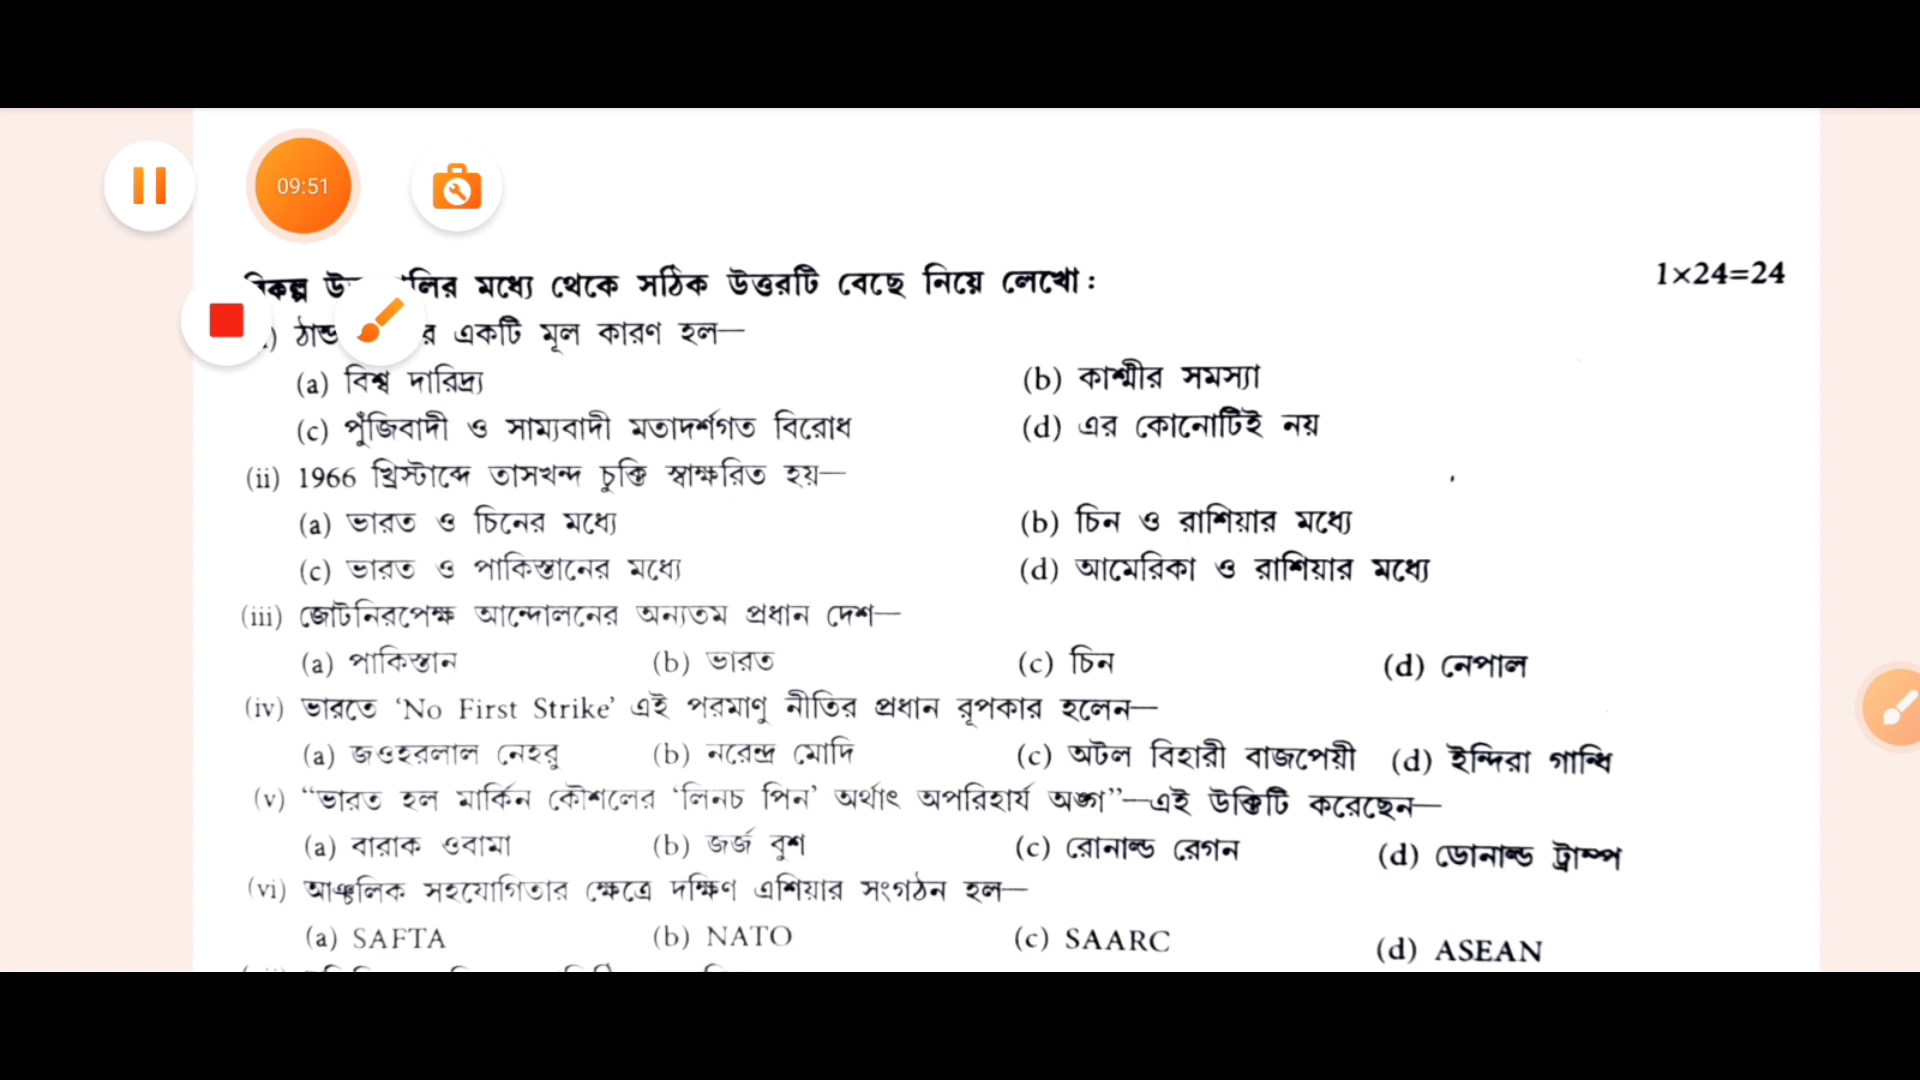 09:51
উ লির মধ্যে থেকে সঠিক উত্তরটি বেছে নিয়ে লেখো : 1×24=24
একটি মূল কারণ হল—
(a) বিশ্ব দারিদ্র্য (b) কাশ্মীর সমস্যা
(c) পুঁজিবাদী ও সাম্যবাদী মতাদর্শগত বিরোধ (d) এর কোনোটিই নয়
(ii) 1966 খ্রিস্টাব্দে তাসখন্দ চুক্তি স্বাক্ষরিত হয়—
(a) ভারত ও চিনের মধ্যে (b) চিন ও রাশিয়ার মধ্যে
(c) ভারত ও পাকিস্তানের মধ্যে (d) আমেরিকা ও রাশিয়ার মধ্যে
(iii) জোটনিরপেক্ষ আন্দোলনের অন্যতম প্রধান দেশ—
(a) পাকিস্তান (b) ভারত (c) চিন (d) নেপাল
(iv) ভারতে ‘No First Strike’ এই পরমাণু নীতির প্রধান রূপকার হলেন—
(a) জওহরলাল নেহরু (b) নরেন্দ্র মোদি (c) অটল বিহারী বাজপেয়ী (d) ইন্দিরা গান্ধি
(v) “ভারত হল মার্কিন কৌশলের ‘লিনচ পিন’ অর্থাৎ অপরিহার্য অঙ্গ”—এই উক্তিটি করেছেন—
(a) বারাক ওবামা (b) জর্জ বুশ (c) রোনাল্ড রেগন (d) ডোনাল্ড ট্রাম্প
(vi) আঞ্চলিক সহযোগিতার ক্ষেত্রে দক্ষিণ এশিয়ার সংগঠন হল—
(a) SAFTA (b) NATO (c) SAARC (d) ASEAN